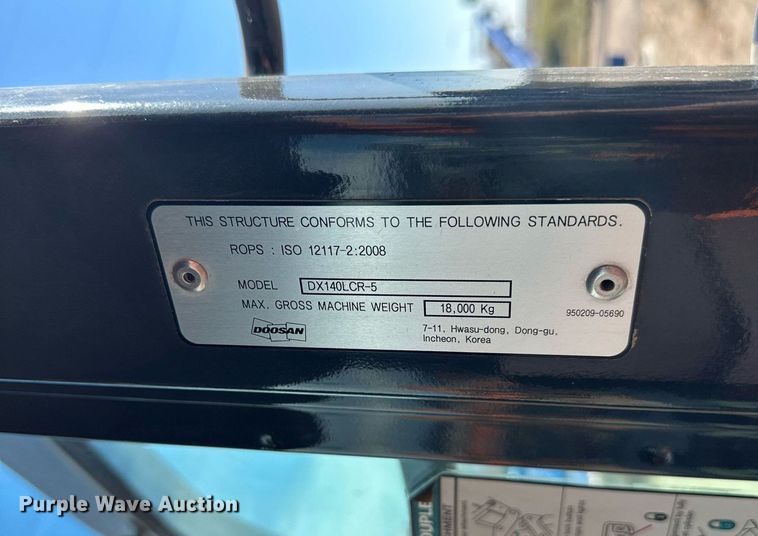 THIS STRUCTURE CONFORMS TO THE FOLLOWING STANDARDS.
ROPS : ISO 12117-2:2008
MODEL DX140LCR-5
MAX. GROSS MACHINE WEIGHT 18,000 Kg
950209-05690
DOOSAN
7-11, Hwasu-dong, Dong-gu,
Incheon, Korea
Purple Wave Auction